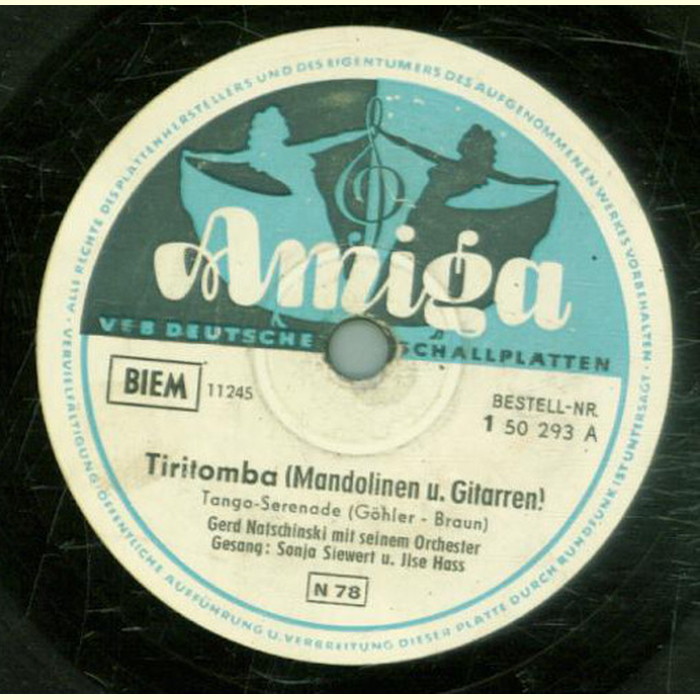 ALLE RECHTE DES PLATTENHERSTELLERS UND DES EIGENTUMERS DES AUFGENOMMENEN WERKES VORBEHALTEN ·
VERVIELFÄLTIGUNG, ÖFFENTLICHE AUFFÜHRUNG U. VERBREITUNG DIESER PLATTE DURCH RUNDFUNK IST UNTERSAGT ·
Amiga
VEB DEUTSCHE SCHALLPLATTEN
BIEM 11245
BESTELL-NR.
1 50 293 A
Tiritomba (Mandolinen u. Gitarren)
Tango-Serenade (Göhler - Braun)
Gerd Natschinski mit seinem Orchester
Gesang: Sonja Siewert u. Ilse Hass
N 78